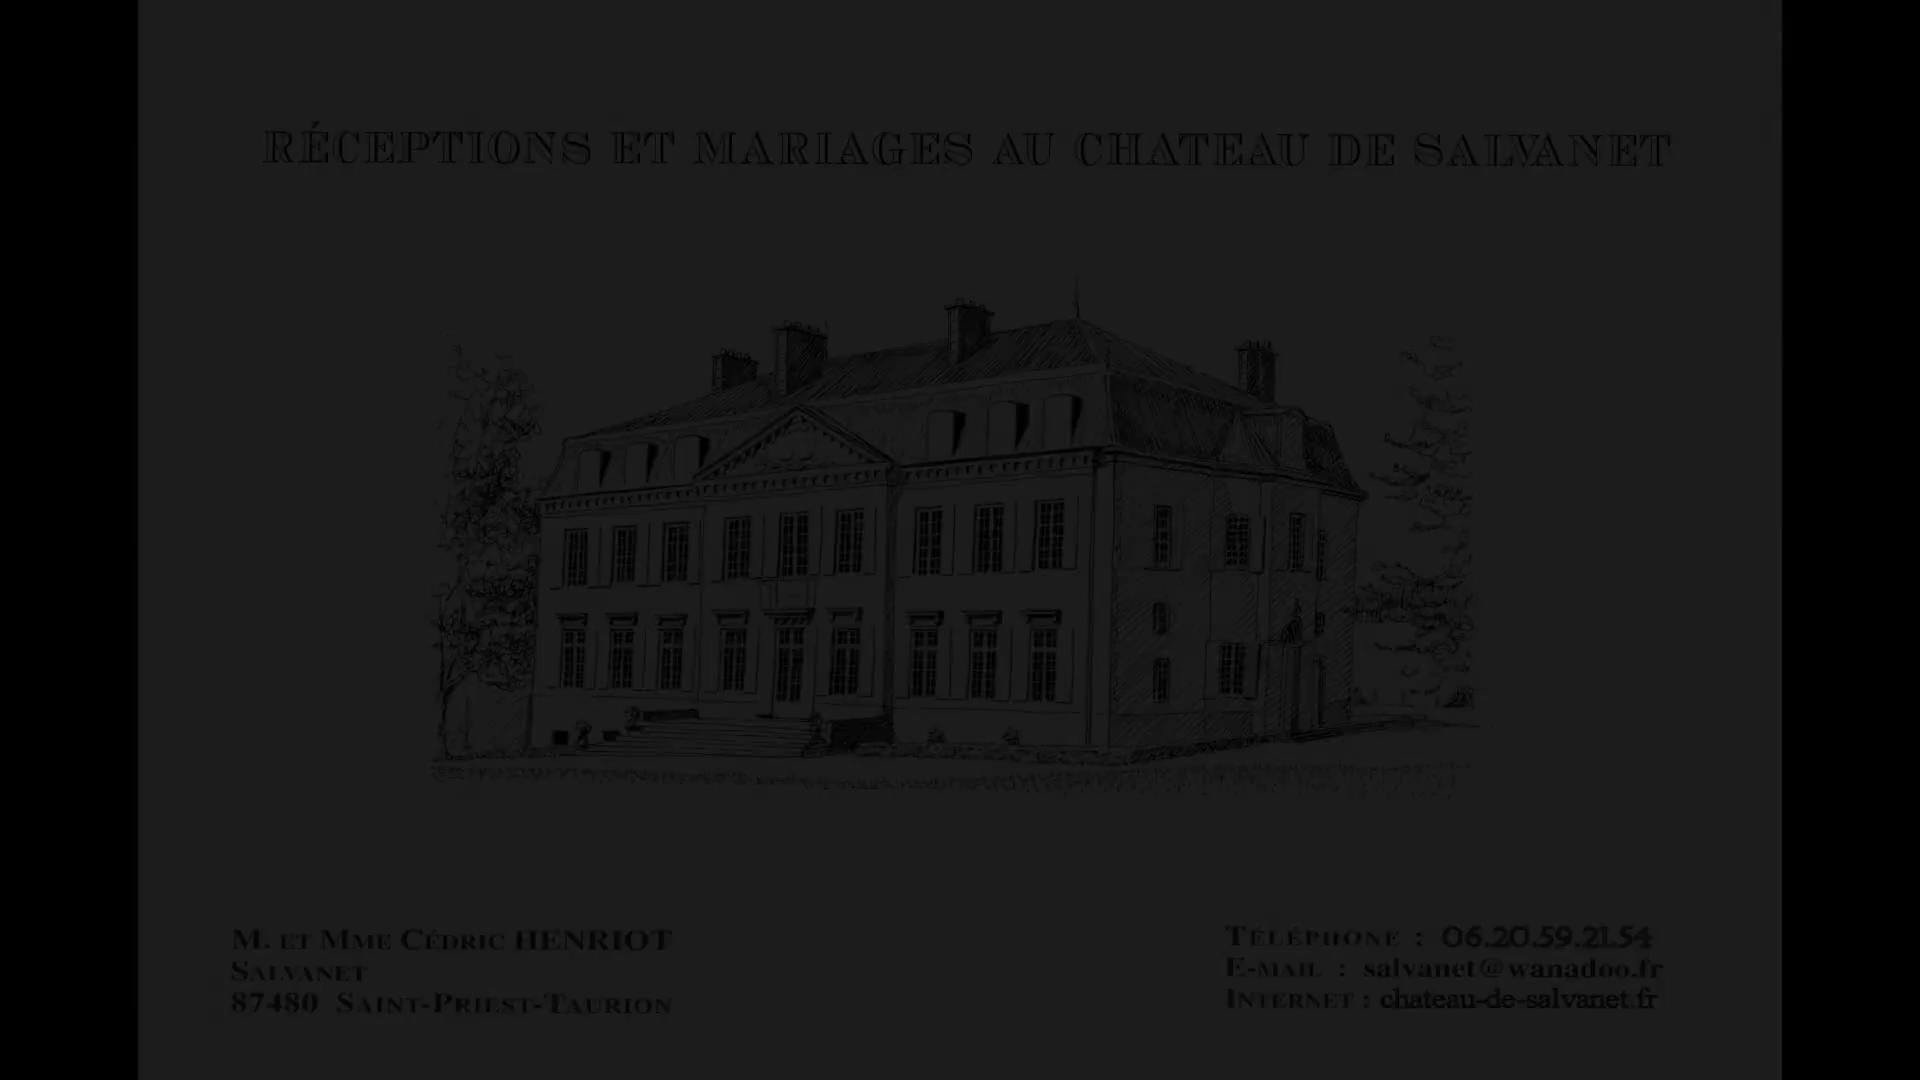 RÉCEPTIONS ET MARIAGES AU CHATEAU DE SALVANET
M. ET MME CÉDRIC HENRIOT
SALVANET
87480 SAINT-PRIEST-TAURION
TÉLÉPHONE : 06.20.59.21.54
E-MAIL : salvanet@wanadoo.fr
INTERNET : chateau-de-salvanet.fr